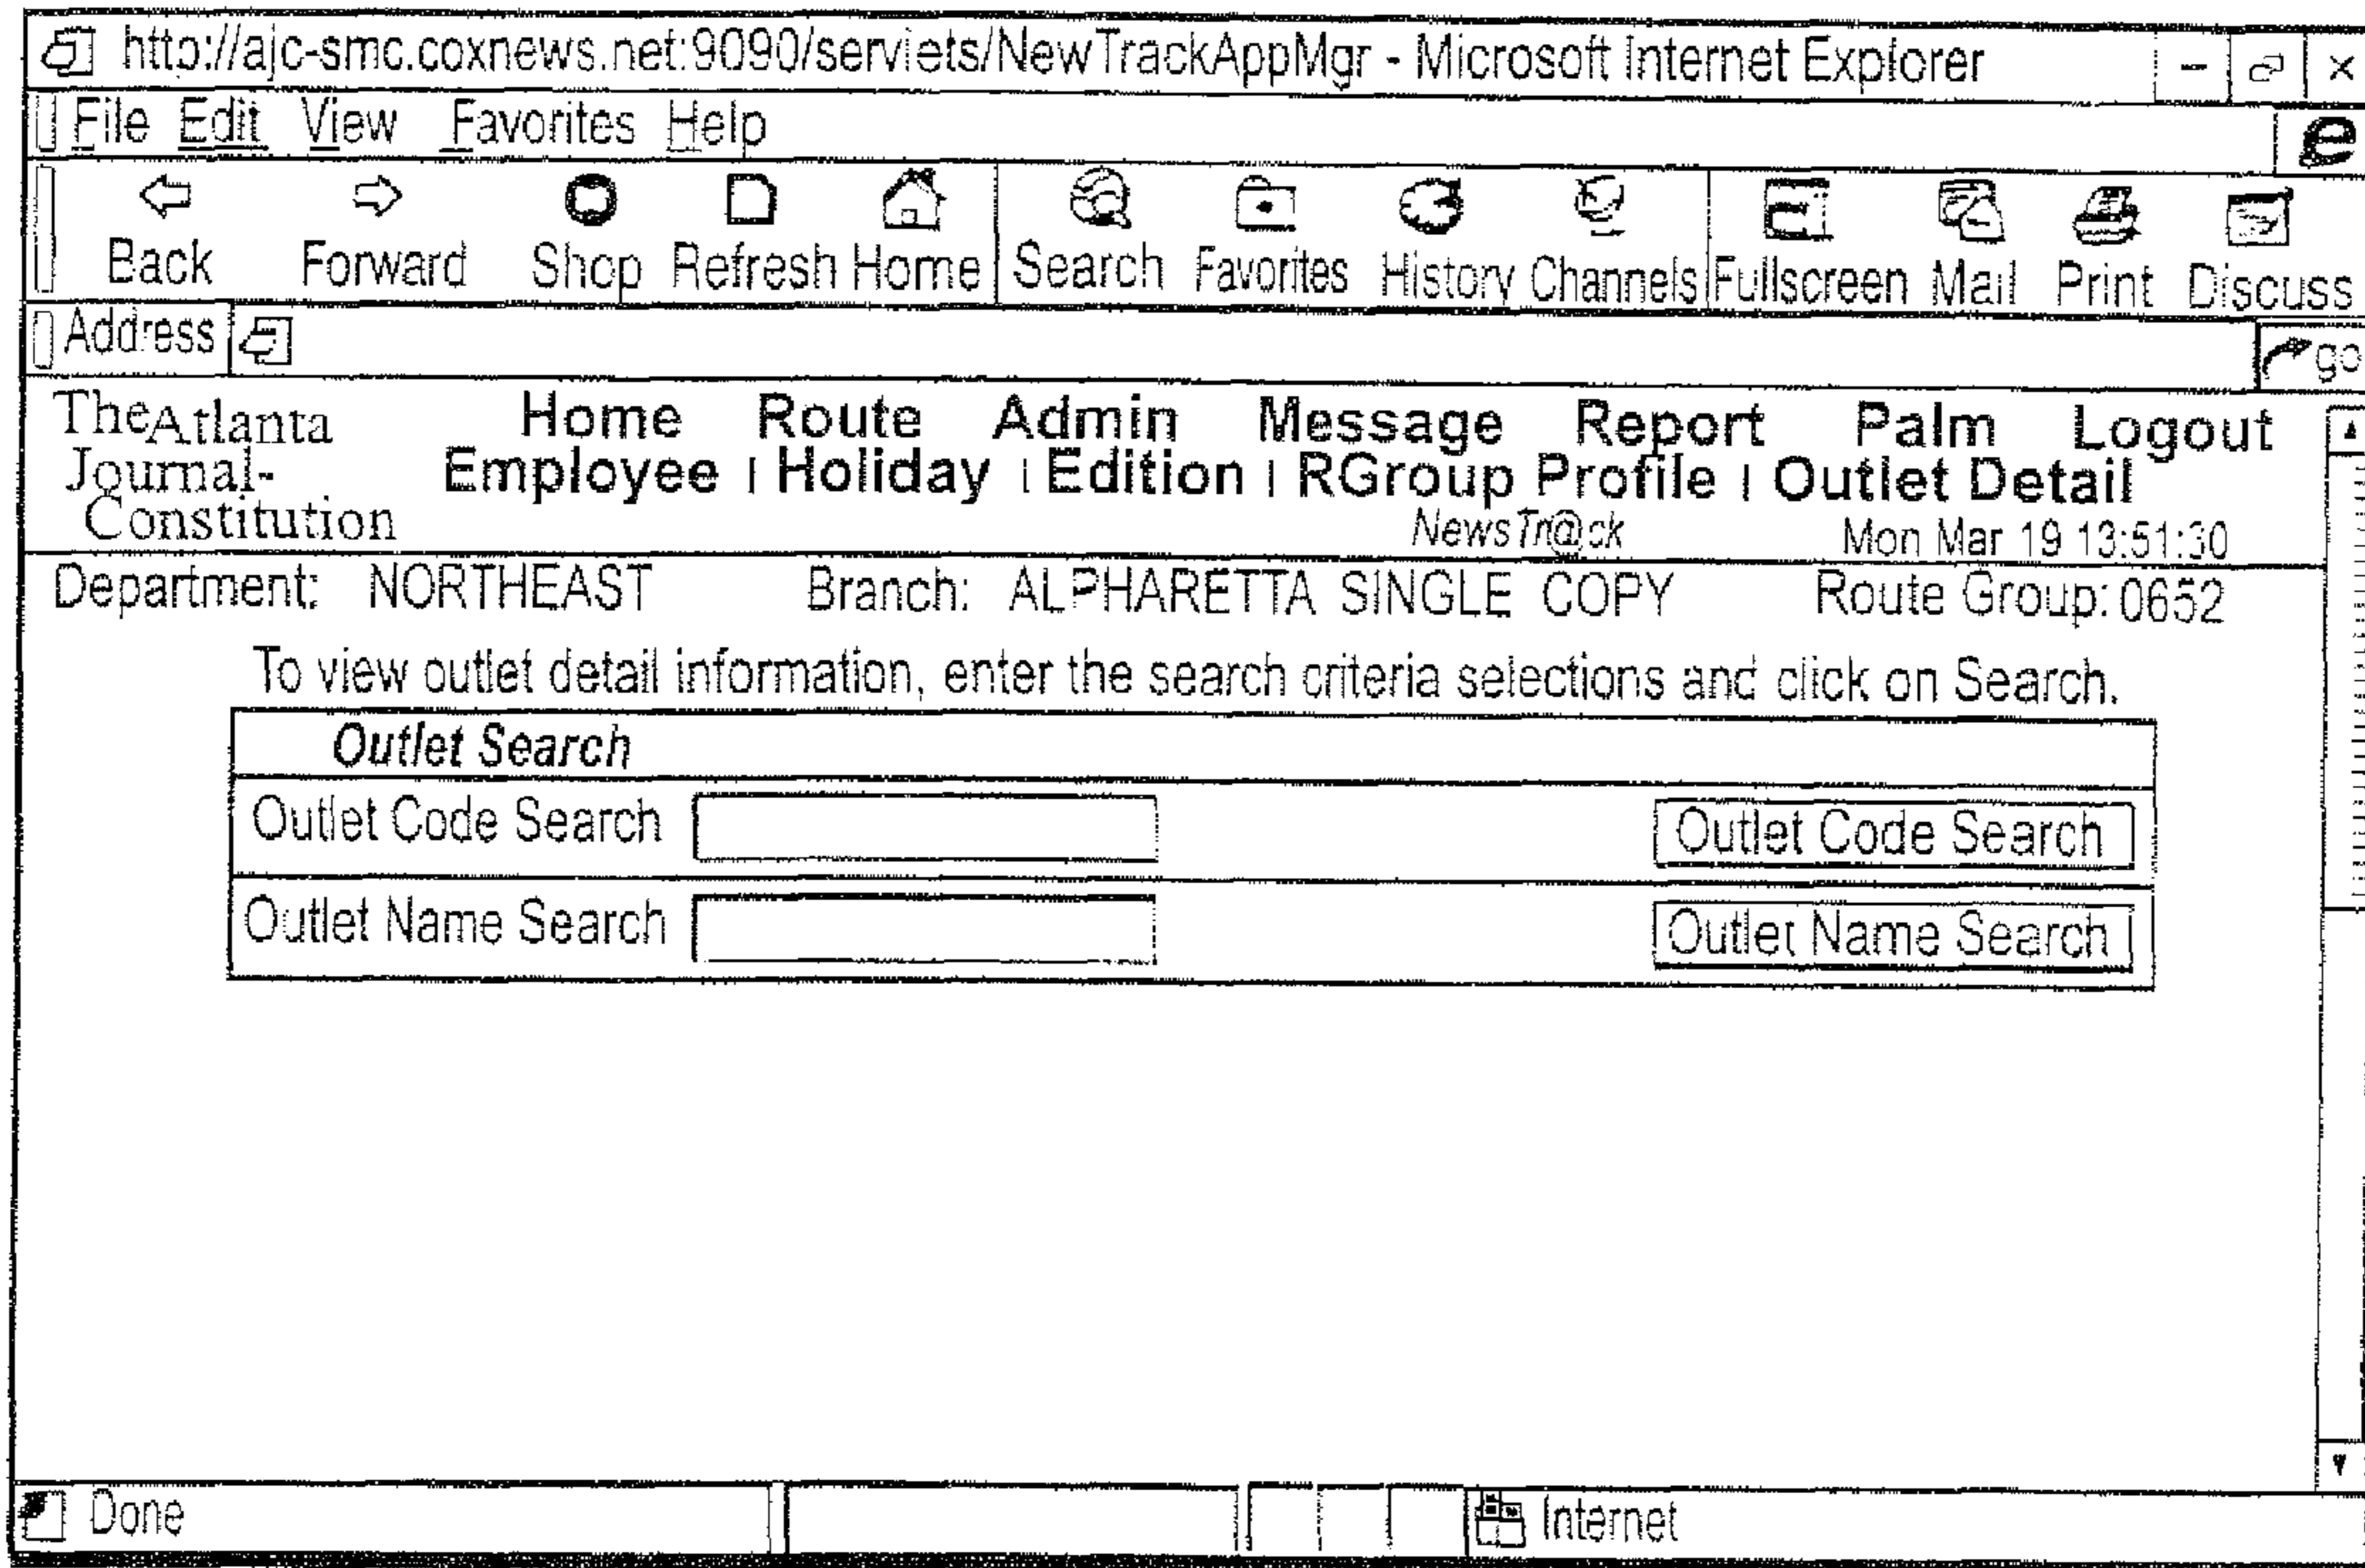 http://ajc-smc.coxnews.net:9090/serviets/NewTrackAppMgr - Microsoft Internet Explorer
File Edit View Favorites Help
Back Forward Shop Refresh Home Search Favorites History Channels Fullscreen Mail Print Discuss
Address go
The Atlanta Journal-Constitution
Home Route Admin Message Report Palm Logout
Employee | Holiday | Edition | RGroup Profile | Outlet Detail
NewsTr@ck Mon Mar 19 13:51:30
Department: NORTHEAST Branch: ALPHARETTA SINGLE COPY Route Group: 0652
To view outlet detail information, enter the search criteria selections and click on Search.
Outlet Search
Outlet Code Search Outlet Code Search
Outlet Name Search Outlet Name Search
Done Internet